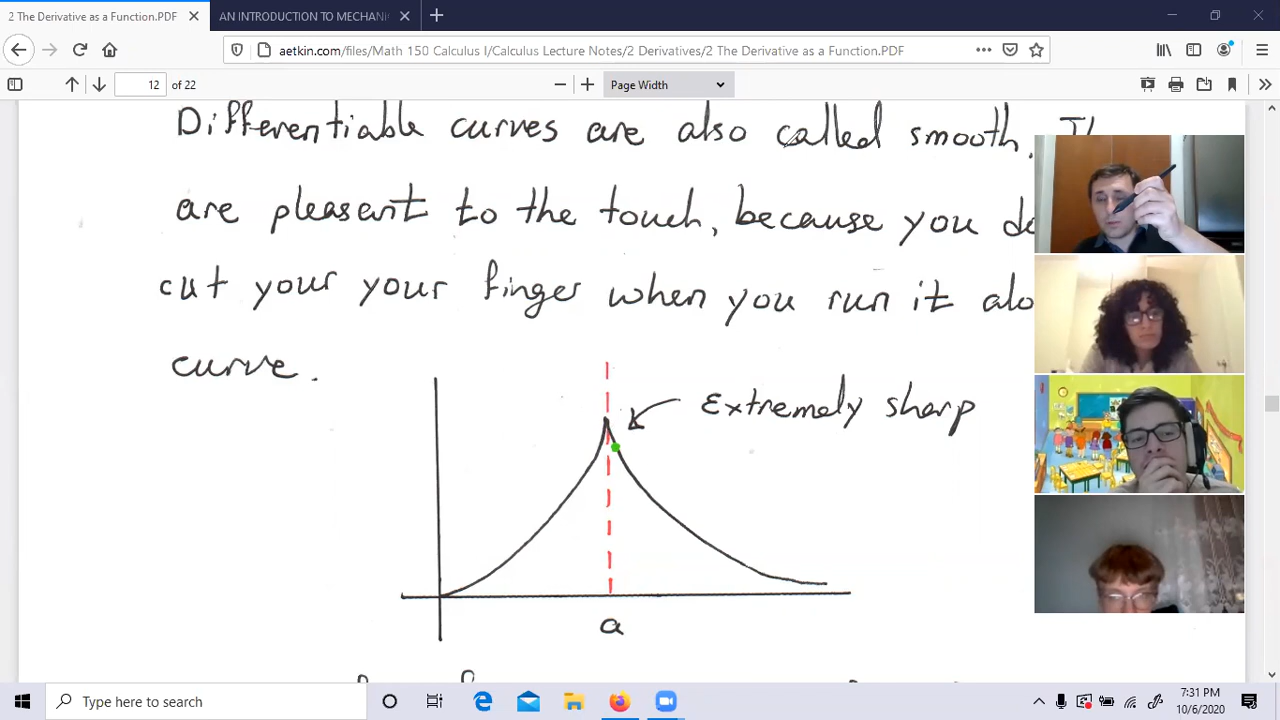 2 The Derivative as a Function.PDF
AN INTRODUCTION TO MECHANI
aetkin.com/files/Math 150 Calculus I/Calculus Lecture Notes/2 Derivatives/2 The Derivative as a Function.PDF
12 of 22
Page Width
Differentiable curves are also called smooth.
are pleasant to the touch, because you
cut your your finger when you run it
curve.
Extremely sharp
a
Type here to search
7:31 PM
10/6/2020